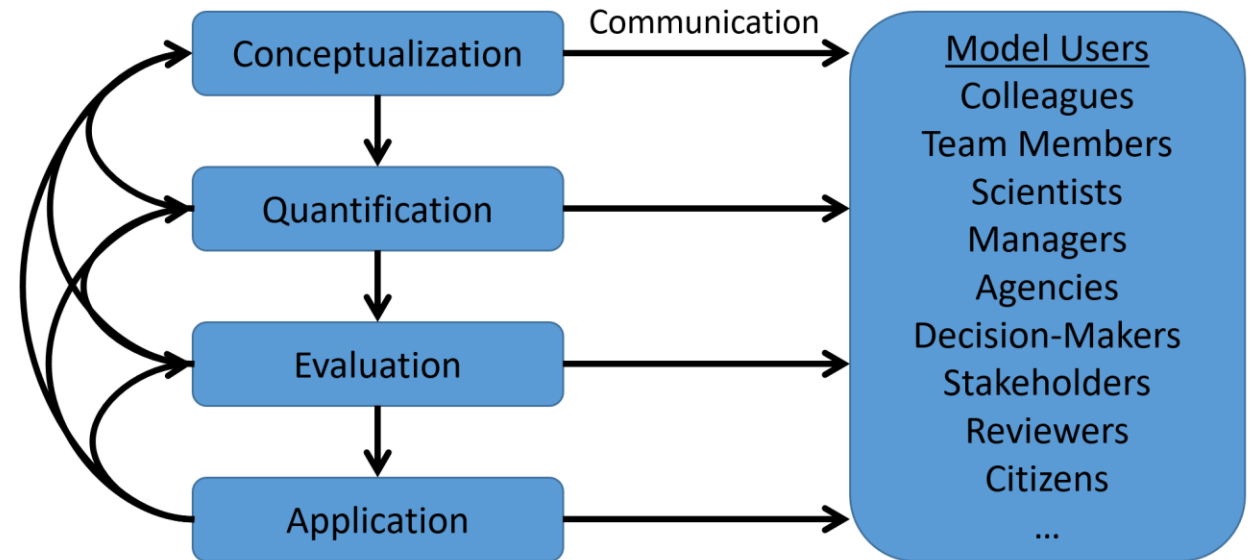 Conceptualization
Communication
Quantification
Evaluation
Application
Model Users
Colleagues
Team Members
Scientists
Managers
Agencies
Decision-Makers
Stakeholders
Reviewers
Citizens
...